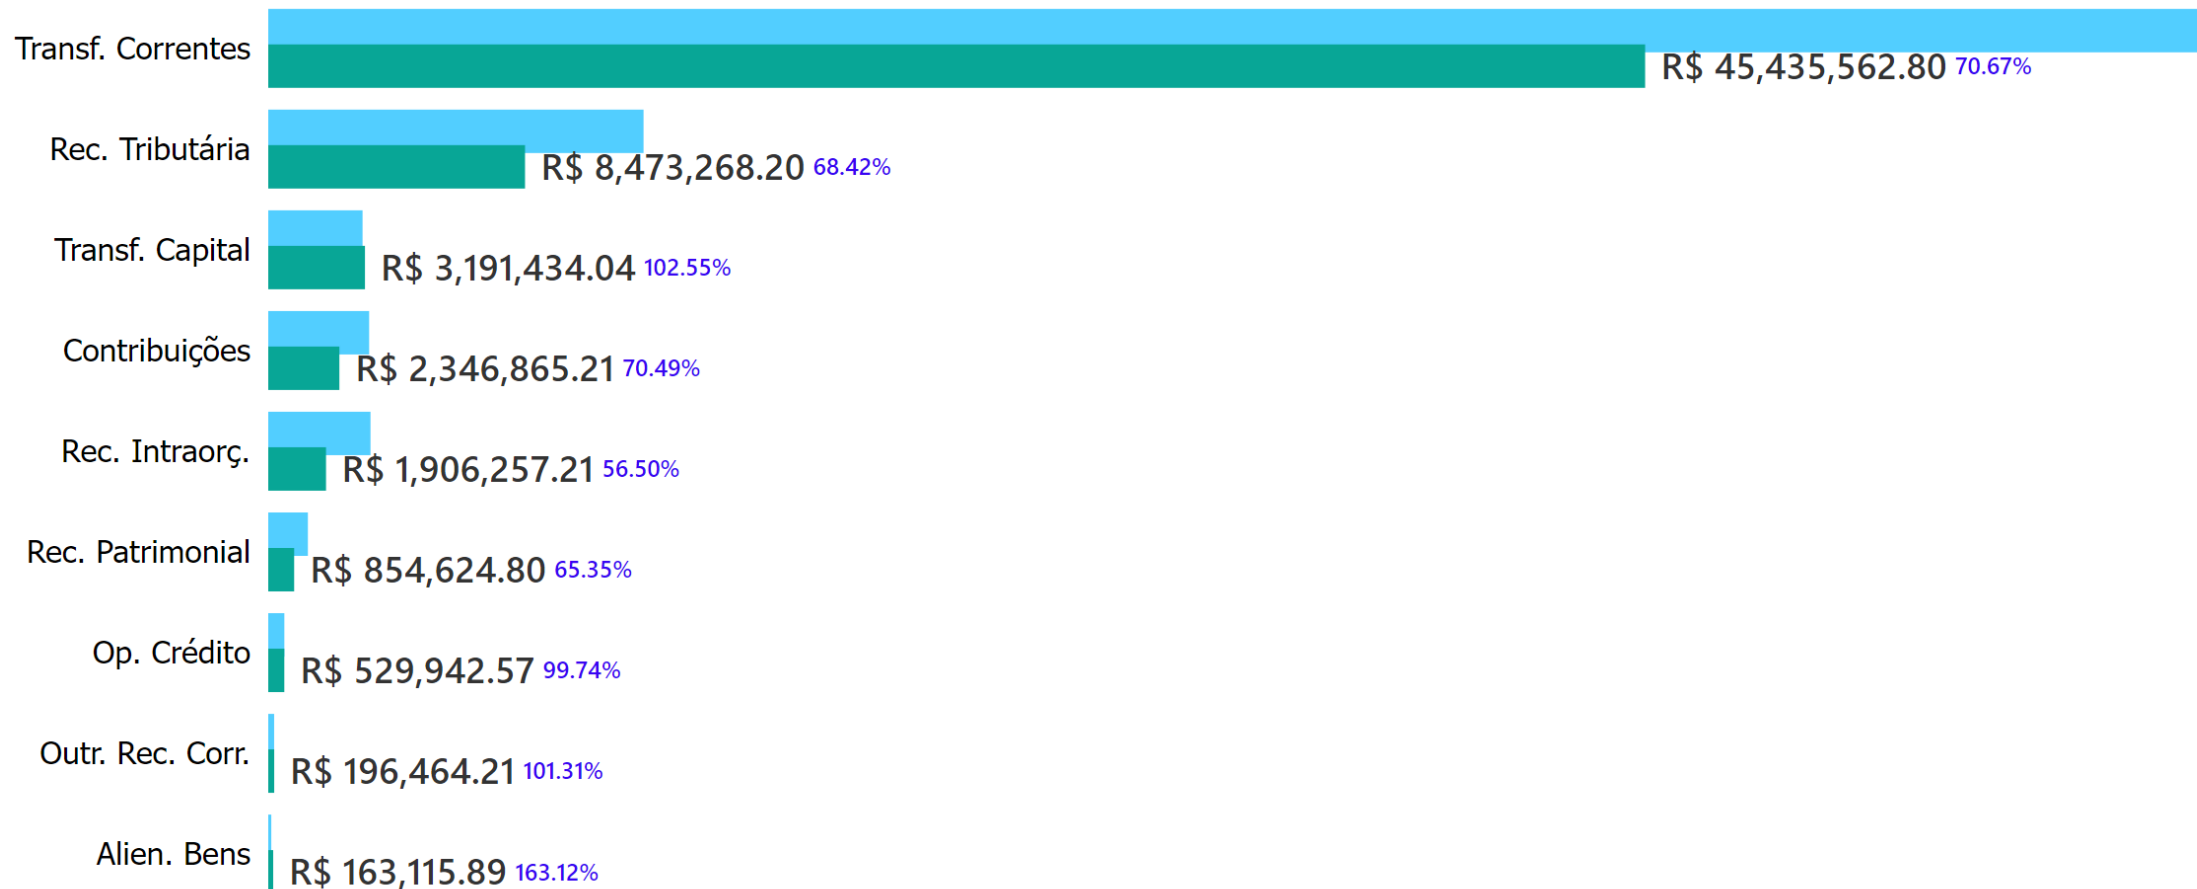 Transf. Correntes R$ 45,435,562.80 70.67%
Rec. Tributária R$ 8,473,268.20 68.42%
Transf. Capital R$ 3,191,434.04 102.55%
Contribuições R$ 2,346,865.21 70.49%
Rec. Intraorç. R$ 1,906,257.21 56.50%
Rec. Patrimonial R$ 854,624.80 65.35%
Op. Crédito R$ 529,942.57 99.74%
Outr. Rec. Corr. R$ 196,464.21 101.31%
Alien. Bens R$ 163,115.89 163.12%